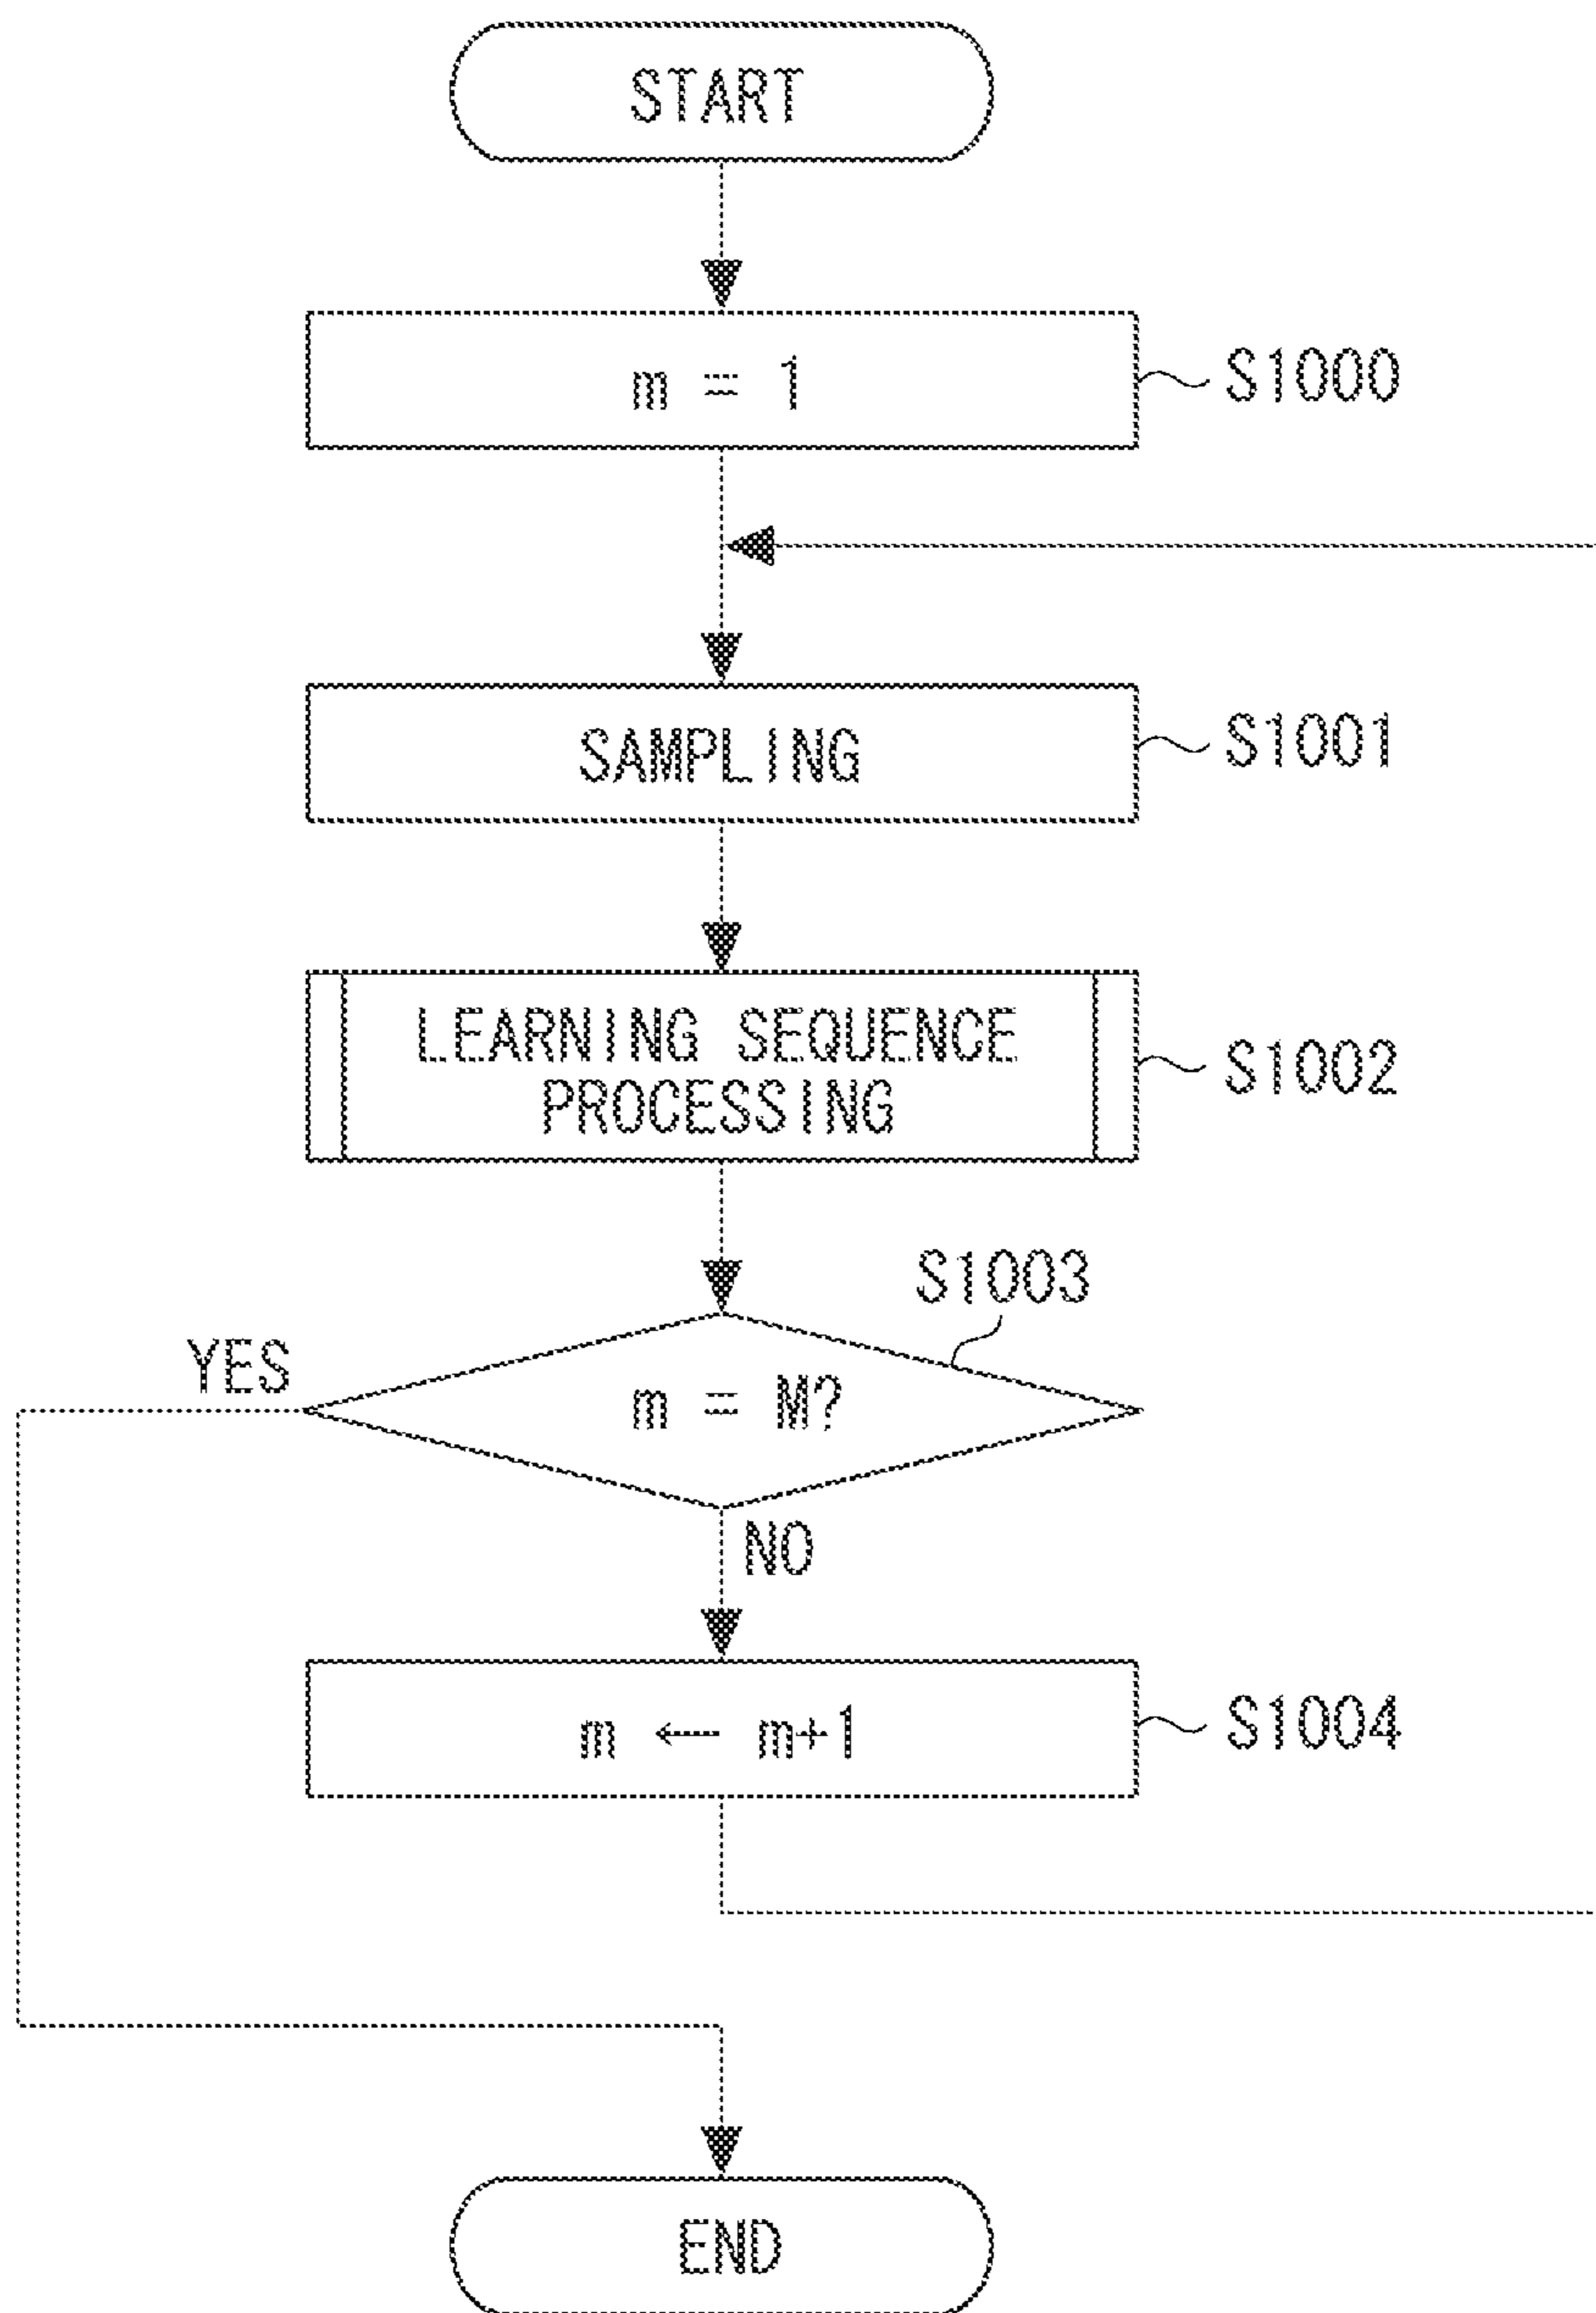 START
m = 1
S1000
SAMPLING
S1001
LEARNING SEQUENCE
PROCESSING
S1002
S1003
YES
m = M?
NO
m ← m+1
S1004
END